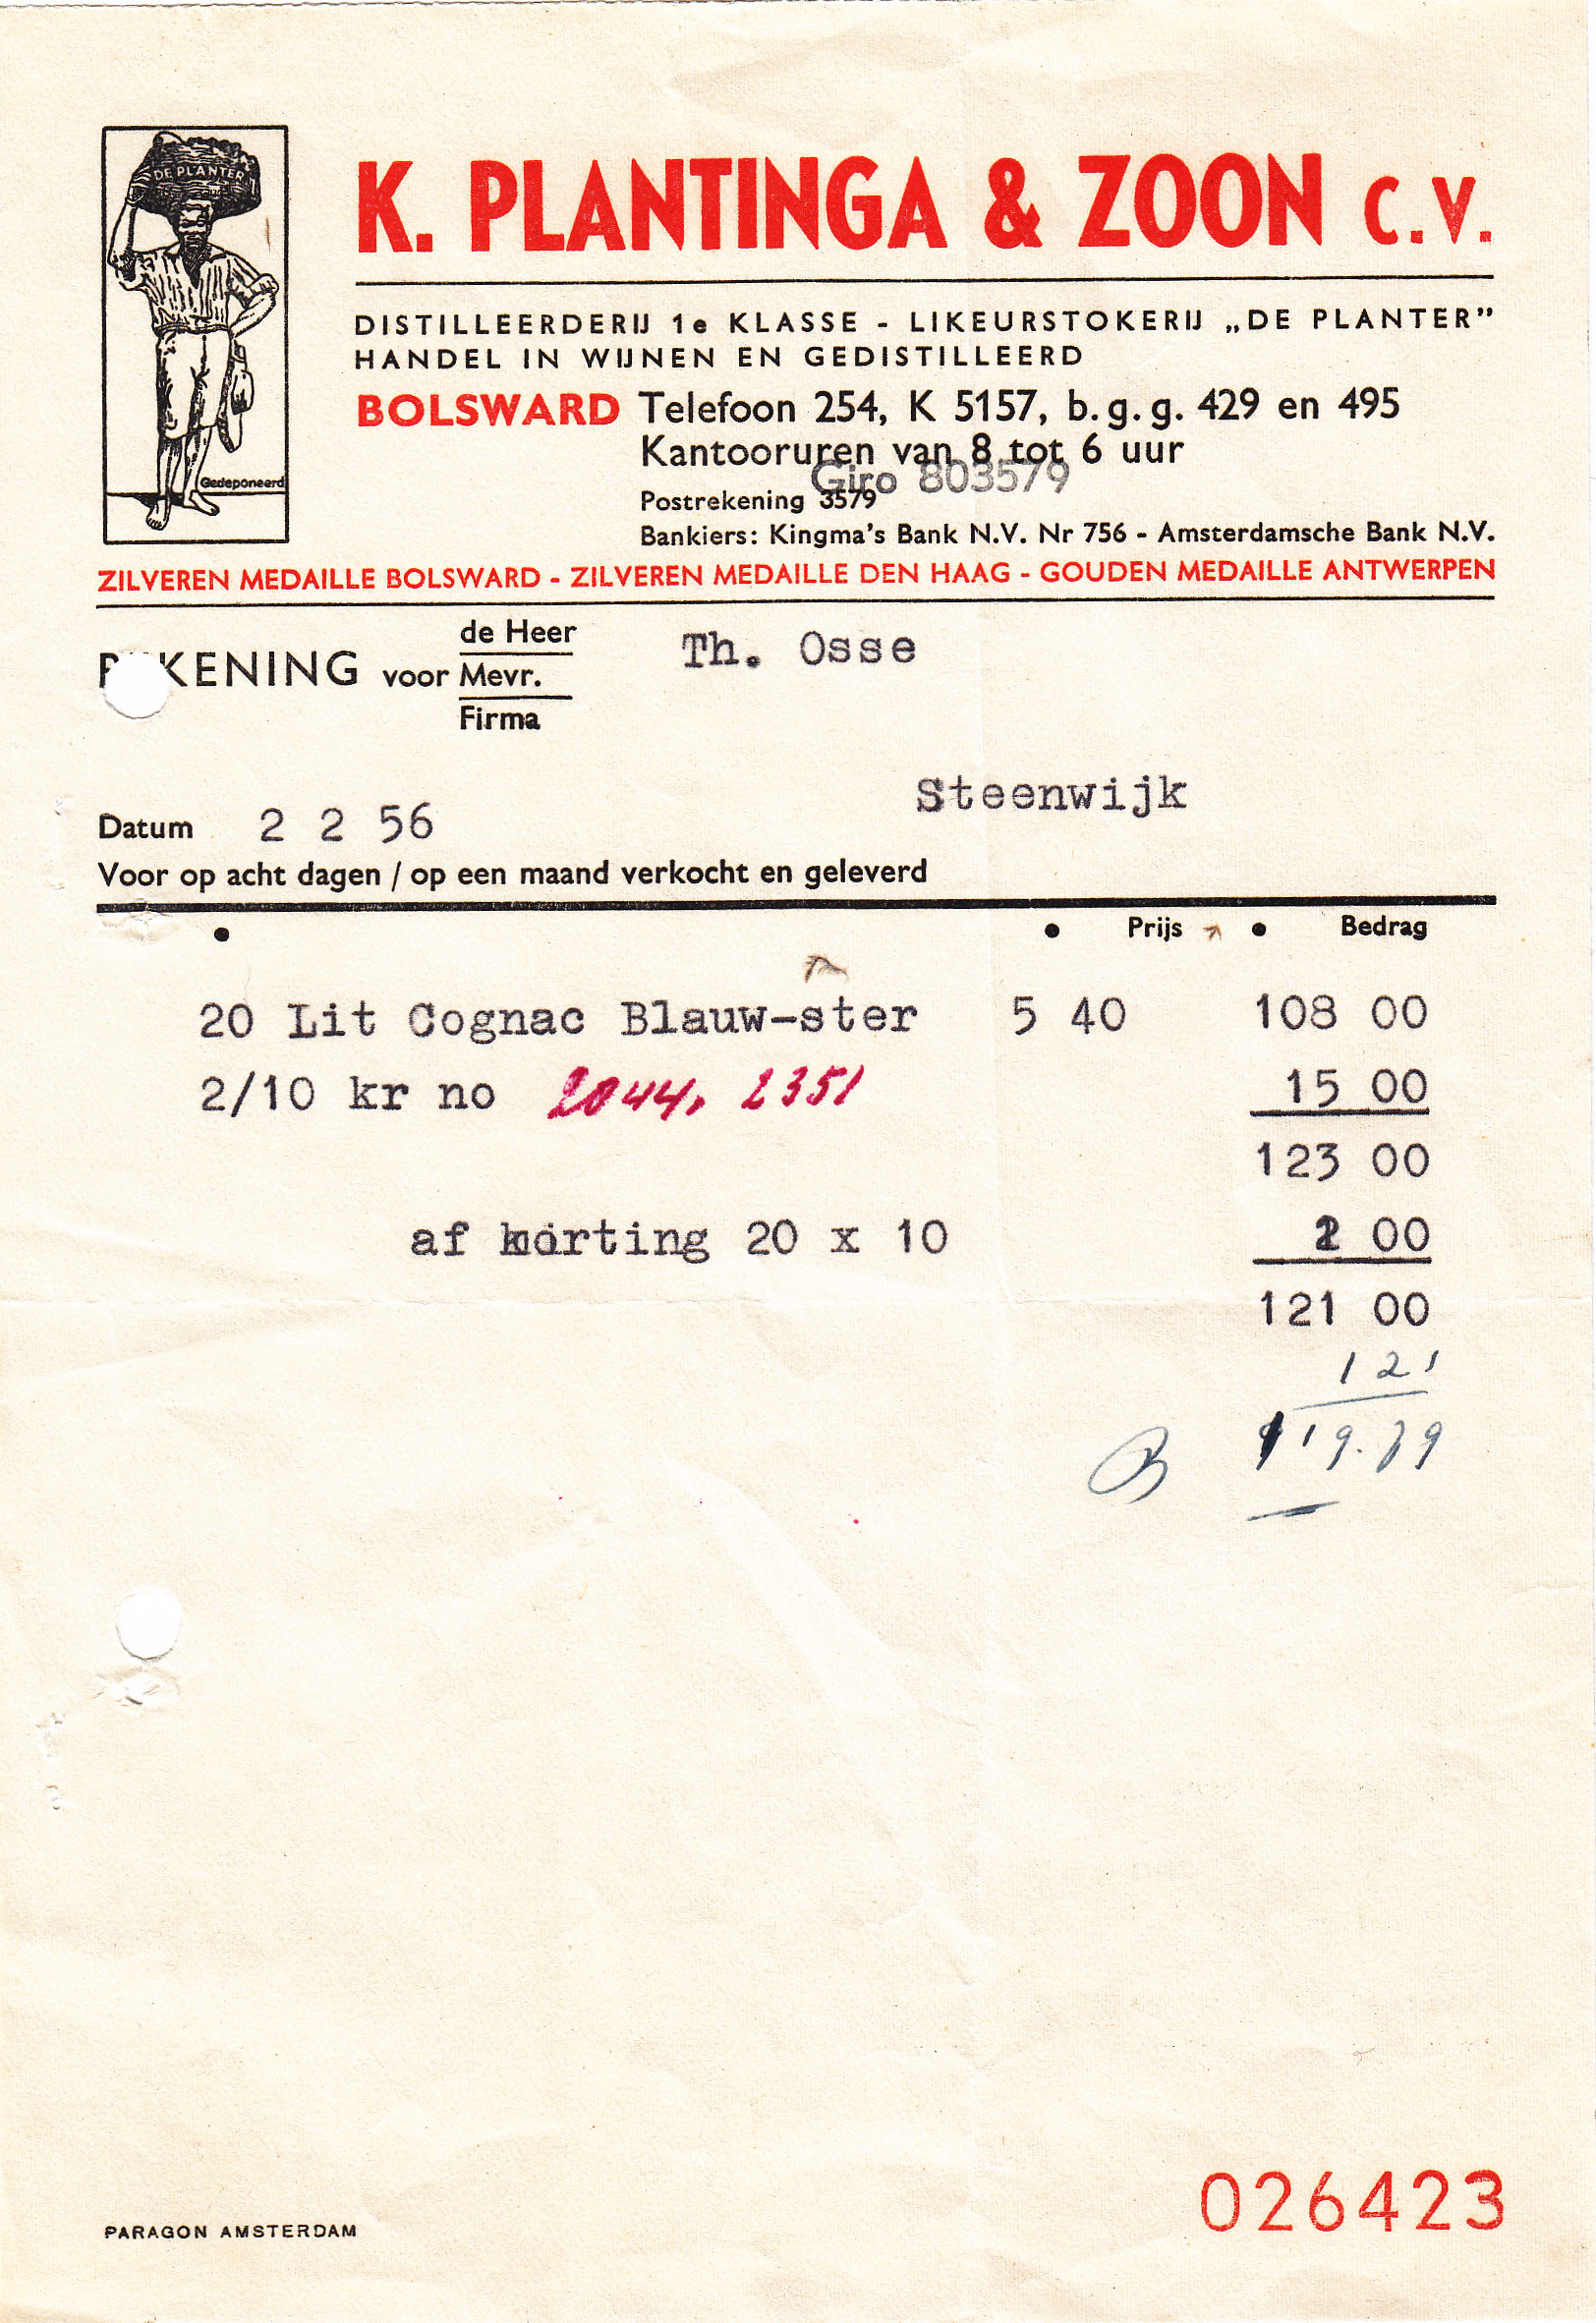 DE PLANTER
Gedeponeerd
K. PLANTINGA & ZOON C.V.
DISTILLEERDERIJ 1e KLASSE - LIKEURSTOKERIJ „DE PLANTER”
HANDEL IN WIJNEN EN GEDISTILLEERD
BOLSWARD Telefoon 254, K 5157, b.g.g. 429 en 495
Kantooruren van 8 tot 6 uur
Giro 803579
Postrekening 3579
Bankiers: Kingma's Bank N.V. Nr 756 - Amsterdamsche Bank N.V.
ZILVEREN MEDAILLE BOLSWARD - ZILVEREN MEDAILLE DEN HAAG - GOUDEN MEDAILLE ANTWERPEN
REKENING voor de Heer Th. Osse
Mevr.
Firma
Steenwijk
Datum 2 2 56
Voor op acht dagen / op een maand verkocht en geleverd
Prijs Bedrag
20 Lit Cognac Blauw-ster 5 40 108 00
2/10 kr no 2044, 2351 15 00
123 00
af korting 20 x 10 2 00
121 00
1 21
119.79
026423
PARAGON AMSTERDAM